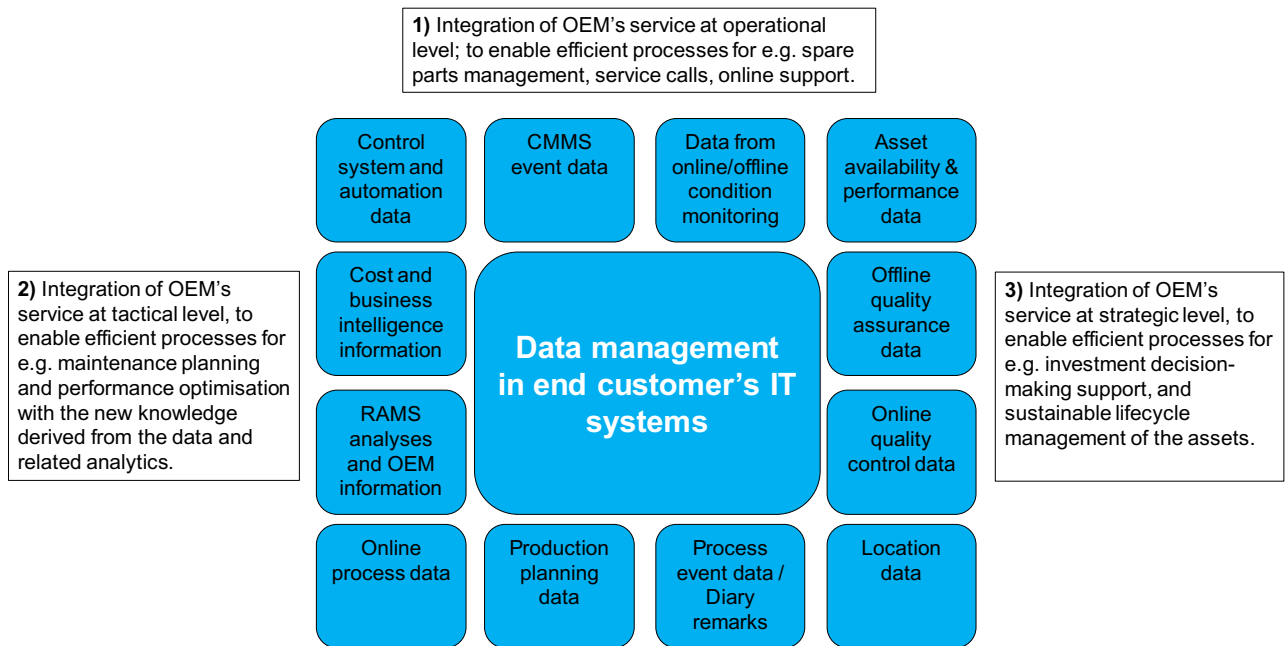 1) Integration of OEM's service at operational
level; to enable efficient processes for e.g. spare
parts management, service calls, online support.
Control
system and
automation
data
CMMS
event data
Data from
online/offline
condition
monitoring
Asset
availability &
performance
data
2) Integration of OEM's
service at tactical level, to
enable efficient processes for
e.g. maintenance planning
and performance optimisation
with the new knowledge
derived from the data and
related analytics.
Cost and
business
intelligence
information
Data management
in end customer's IT
systems
Offline
quality
assurance
data
3) Integration of OEM's
service at strategic level, to
enable efficient processes for
e.g. investment decision-
making support, and
sustainable lifecycle
management of the assets.
RAMS
analyses
and OEM
information
Online
quality
control data
Online
process data
Production
planning
data
Process
event data /
Diary
remarks
Location
data